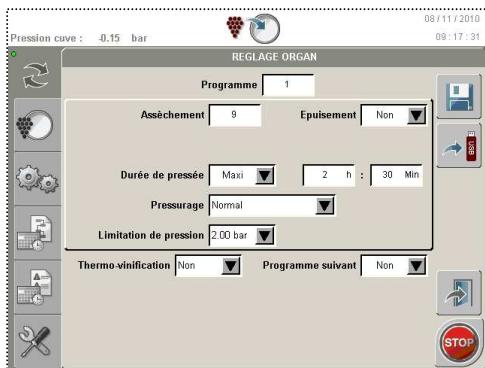 08/11/2010
Pression cuve : -0.15 bar
09:17:31
REGLAGE ORGAN
Programme 1
Assèchement 9 Epuisement Non
USB
Durée de pressée Maxi 2 h : 30 Min
Pressurage Normal
Limitation de pression 2.00 bar
Thermo-vinification Non Programme suivant Non
STOP